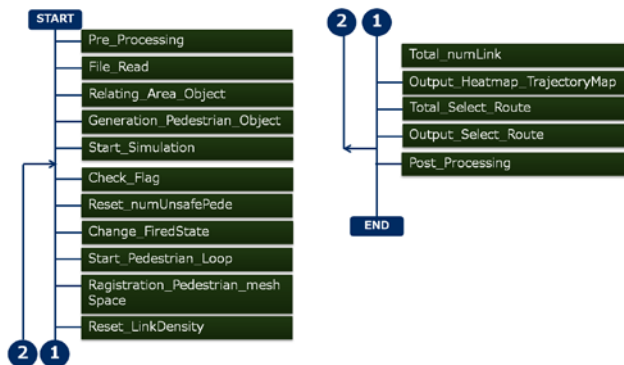 START
Pre_Processing
File_Read
Relating_Area_Object
Generation_Pedestrian_Object
Start_Simulation
Check_Flag
Reset_numUnsafePede
Change_FiredState
Start_Pedestrian_Loop
Ragistration_Pedestrian_mesh
Space
Reset_LinkDensity
2 1
2 1
Total_numLink
Output_Heatmap_TrajectoryMap
Total_Select_Route
Output_Select_Route
Post_Processing
END